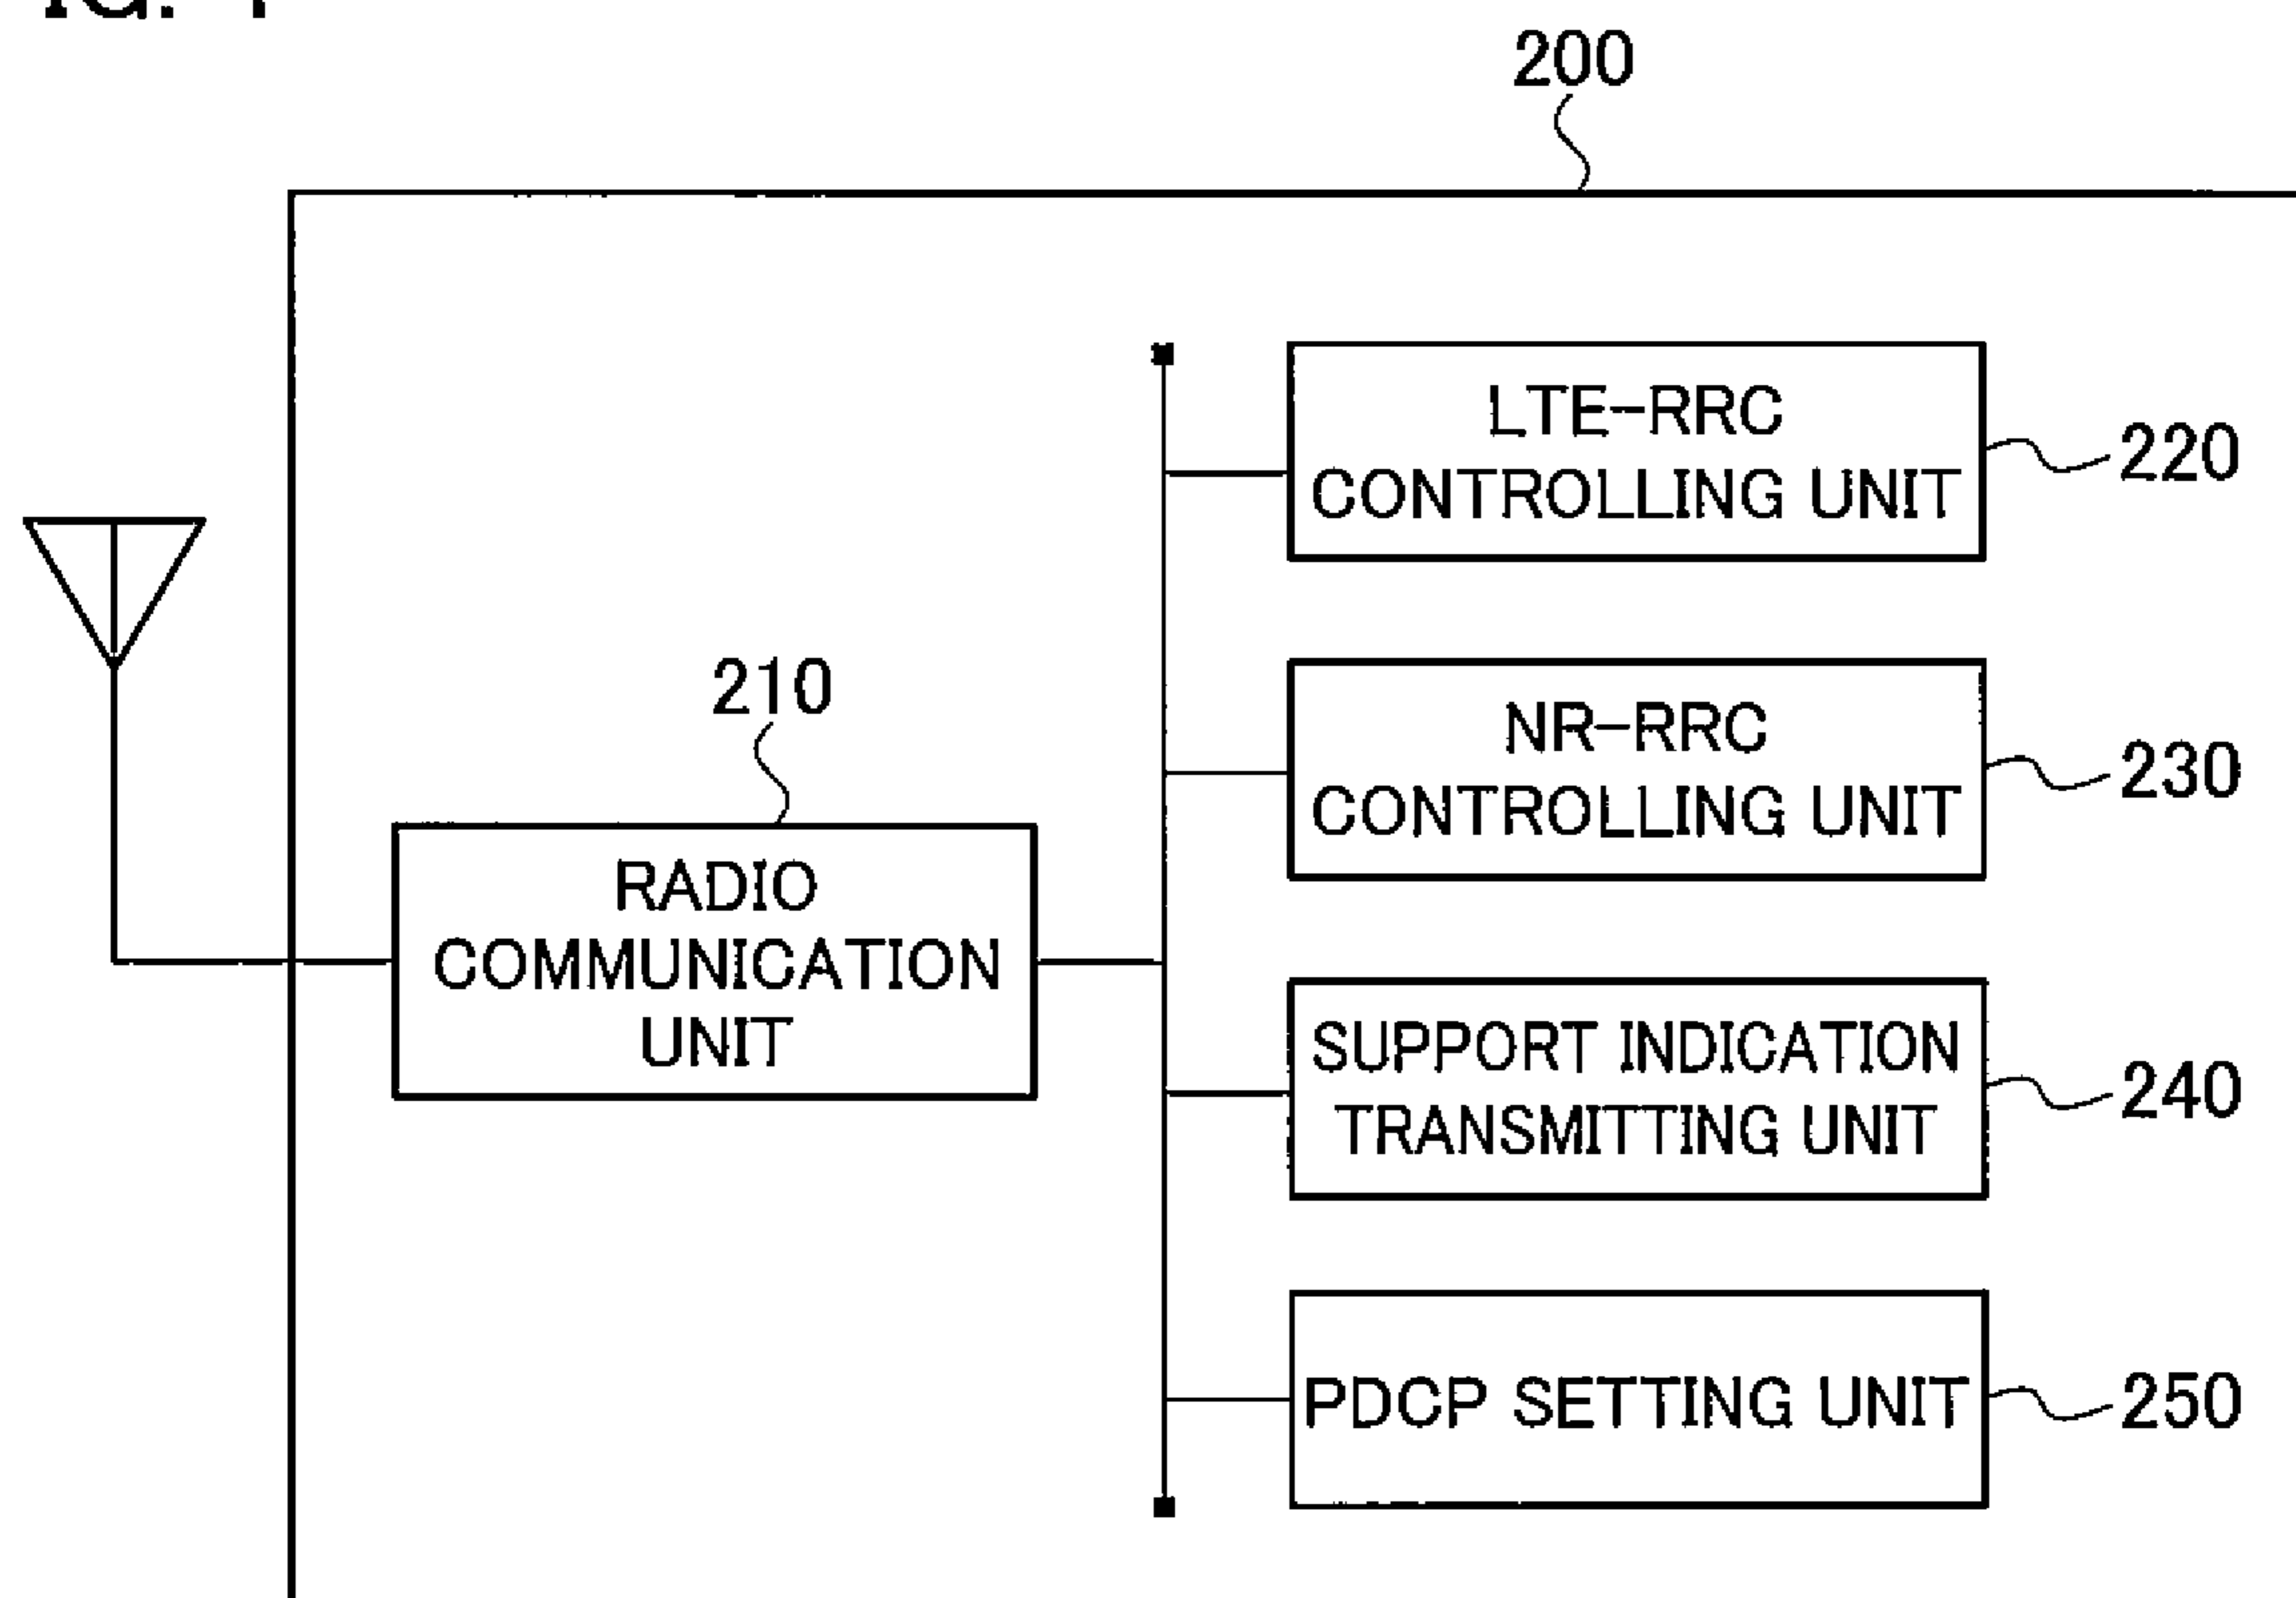 200
LTE-RRC
CONTROLLING UNIT
220
210
NR-RRC
CONTROLLING UNIT
230
RADIO
COMMUNICATION
UNIT
SUPPORT INDICATION
TRANSMITTING UNIT
240
PDCP SETTING UNIT
250